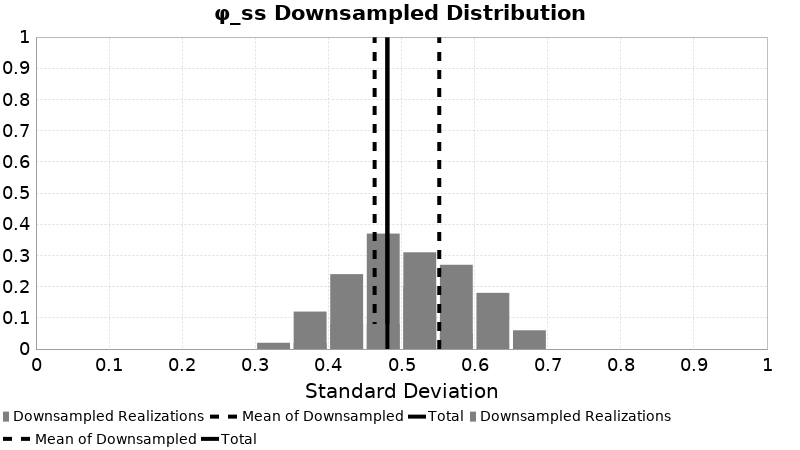 φ_ss Downsampled Distribution
1
0.9
0.8
0.7
0.6
0.5
0.4
0.3
0.2
0.1
0
0 0.1 0.2 0.3 0.4 0.5 0.6 0.7 0.8 0.9 1
Standard Deviation
Downsampled Realizations Mean of Downsampled Total Downsampled Realizations
Mean of Downsampled Total